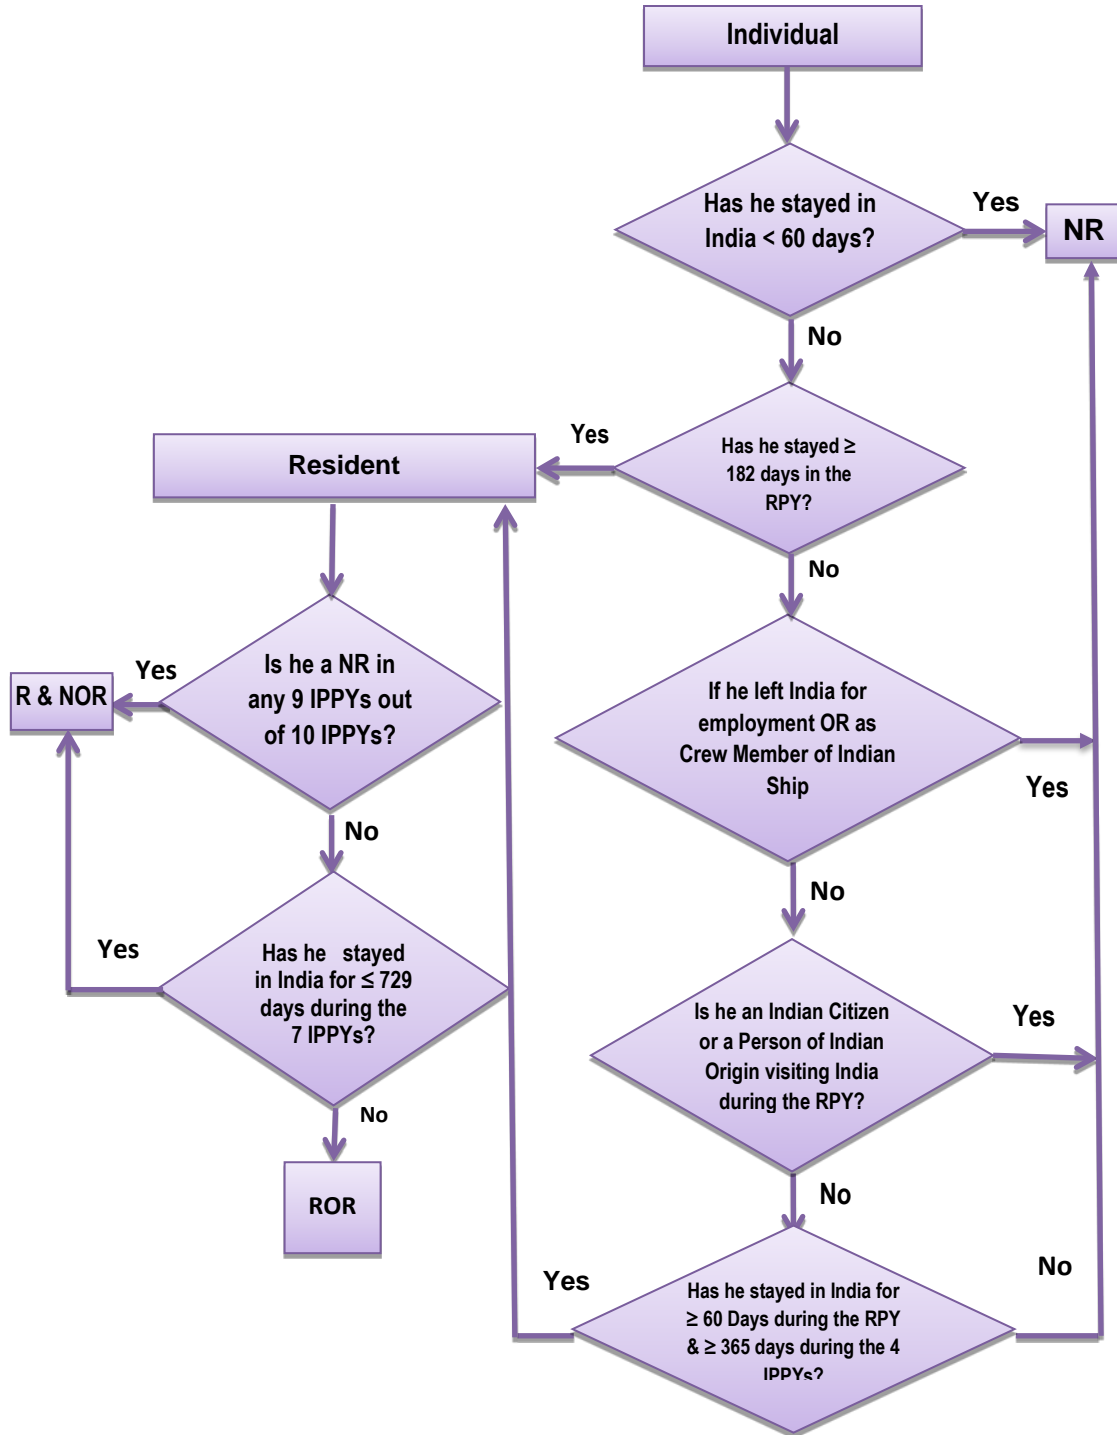 Individual
Has he stayed in
India < 60 days?
Yes
NR
No
Has he stayed ≥
182 days in the
RPY?
Yes
Resident
No
If he left India for
employment OR as
Crew Member of Indian
Ship
Yes
Is he a NR in
any 9 IPPYs out
of 10 IPPYs?
Yes
R & NOR
No
No
Has he stayed
in India for ≤ 729
days during the
7 IPPYs?
Yes
No
ROR
Is he an Indian Citizen
or a Person of Indian
Origin visiting India
during the RPY?
Yes
No
Has he stayed in India for
≥ 60 Days during the RPY
& ≥ 365 days during the 4
IPPYs?
Yes
No